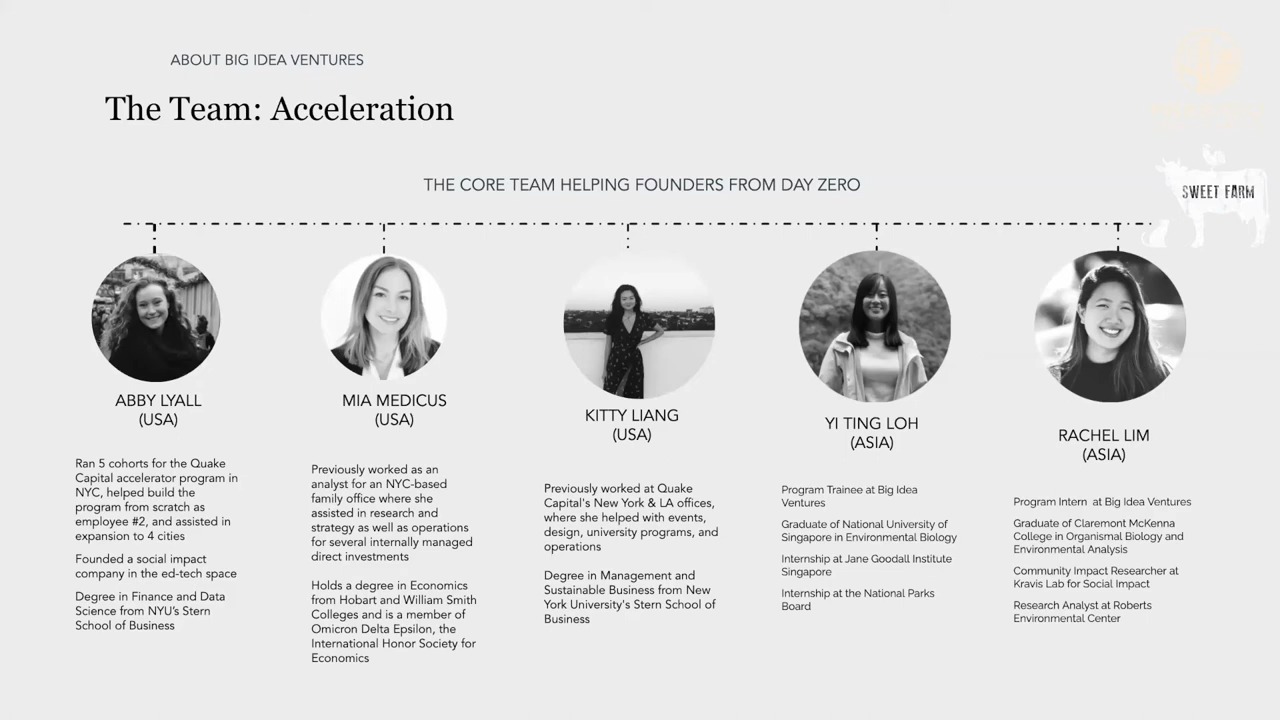 ABOUT BIG IDEA VENTURES
The Team: Acceleration
THE CORE TEAM HELPING FOUNDERS FROM DAY ZERO
SWEET FARM
ABBY LYALL
(USA)
Ran 5 cohorts for the Quake
Capital accelerator program in
NYC, helped build the
program from scratch as
employee #2, and assisted in
expansion to 4 cities
Founded a social impact
company in the ed-tech space
Degree in Finance and Data
Science from NYU's Stern
School of Business
MIA MEDICUS
(USA)
Previously worked as an
analyst for an NYC-based
family office where she
assisted in research and
strategy as well as operations
for several internally managed
direct investments
Holds a degree in Economics
from Hobart and William Smith
Colleges and is a member of
Omicron Delta Epsilon, the
International Honor Society for
Economics
KITTY LIANG
(USA)
Previously worked at Quake
Capital's New York & LA offices,
where she helped with events,
design, university programs, and
operations
Degree in Management and
Sustainable Business from New
York University's Stern School of
Business
YI TING LOH
(ASIA)
Program Trainee at Big Idea
Ventures
Graduate of National University of
Singapore in Environmental Biology
Internship at Jane Goodall Institute
Singapore
Internship at the National Parks
Board
RACHEL LIM
(ASIA)
Program Intern at Big Idea Ventures
Graduate of Claremont McKenna
College in Organismal Biology and
Environmental Analysis
Community Impact Researcher at
Kravis Lab for Social Impact
Research Analyst at Roberts
Environmental Center